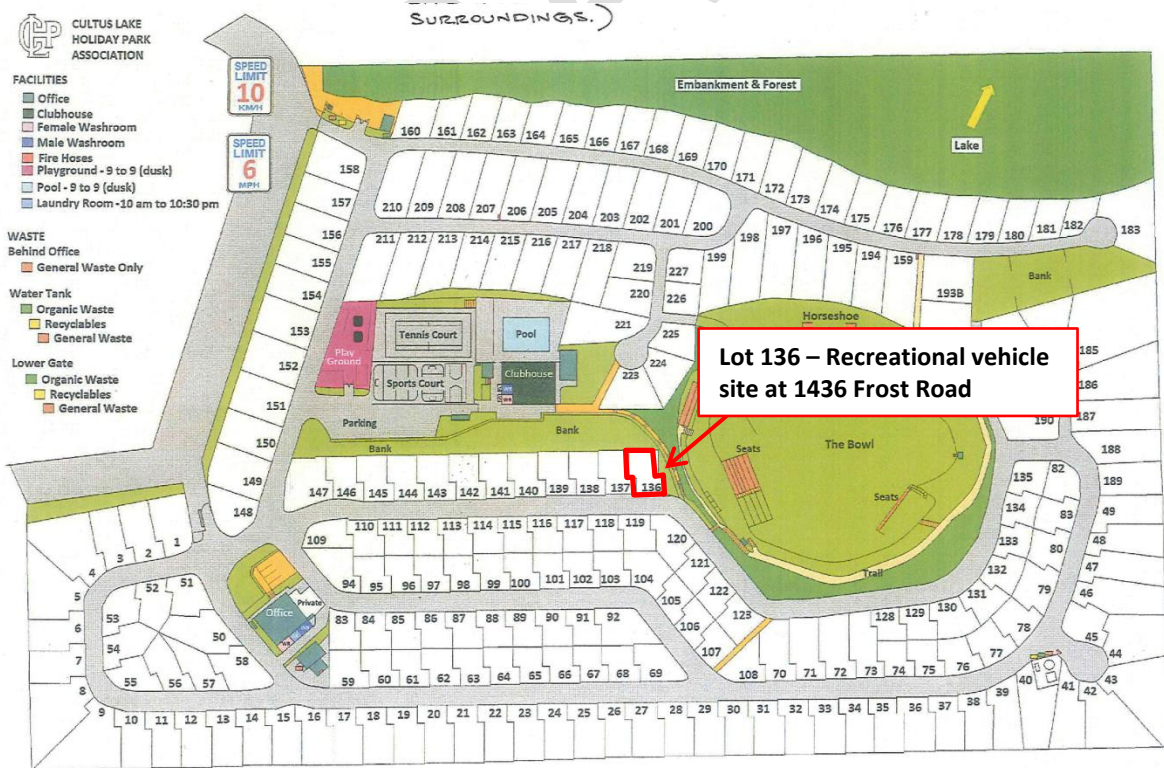 SURROUNDINGS.)
CULTUS LAKE
HOLIDAY PARK
ASSOCIATION
FACILITIES
Office
Clubhouse
Female Washroom
Male Washroom
Fire Hoses
Playground - 9 to 9 (dusk)
Pool - 9 to 9 (dusk)
Laundry Room -10 am to 10:30 pm
WASTE
Behind Office
General Waste Only
Water Tank
Organic Waste
Recyclables
General Waste
Lower Gate
Organic Waste
Recyclables
General Waste
SPEED
LIMIT
10
KM/H
SPEED
LIMIT
6
MPH
Embankment & Forest
Lake
160 161 162 163 164 165 166 167 168 169 170 171 172 173 174 175 176 177 178 179 180 181 182 183
158
157
156
155
154
153
152
151
150
149
148
210 209 208 207 206 205 204 203 202 201 200
211 212 213 214 215 216 217 218
219 227
220 226
221 225
224
223
199 198 197 196 195 194 159
193B
Bank
Horseshoe
185
186
187
190
188
189
Play
Ground
Tennis Court
Pool
Sports Court
Clubhouse
Parking
Bank
Bank
Lot 136 – Recreational vehicle
site at 1436 Frost Road
Seats
The Bowl
Seats
Trail
147 146 145 144 143 142 141 140 139 138 137 136
110 111 112 113 114 115 116 117 118 119
109
120
121
122
123
94 95 96 97 98 99 100 101 102 103 104
105
106
107
83 84 85 86 87 88 89 90 91 92
59 60 61 62 63 64 65 66 67 68 69
108 70 71 72 73 74 75 76 77 78 79 80 83 82
128 129 130 131 132 133 134 135
49
48
47
46
45
44
43
42
41
40
39
38
Office
Private
1
2
3
4
5
6
7
8
9 10 11 12 13 14 15 16 17 18 19 20 21 22 23 24 25 26 27 28 29 30 31 32 33 34 35 36 37
51
52
53
54
55 56 57
58
50